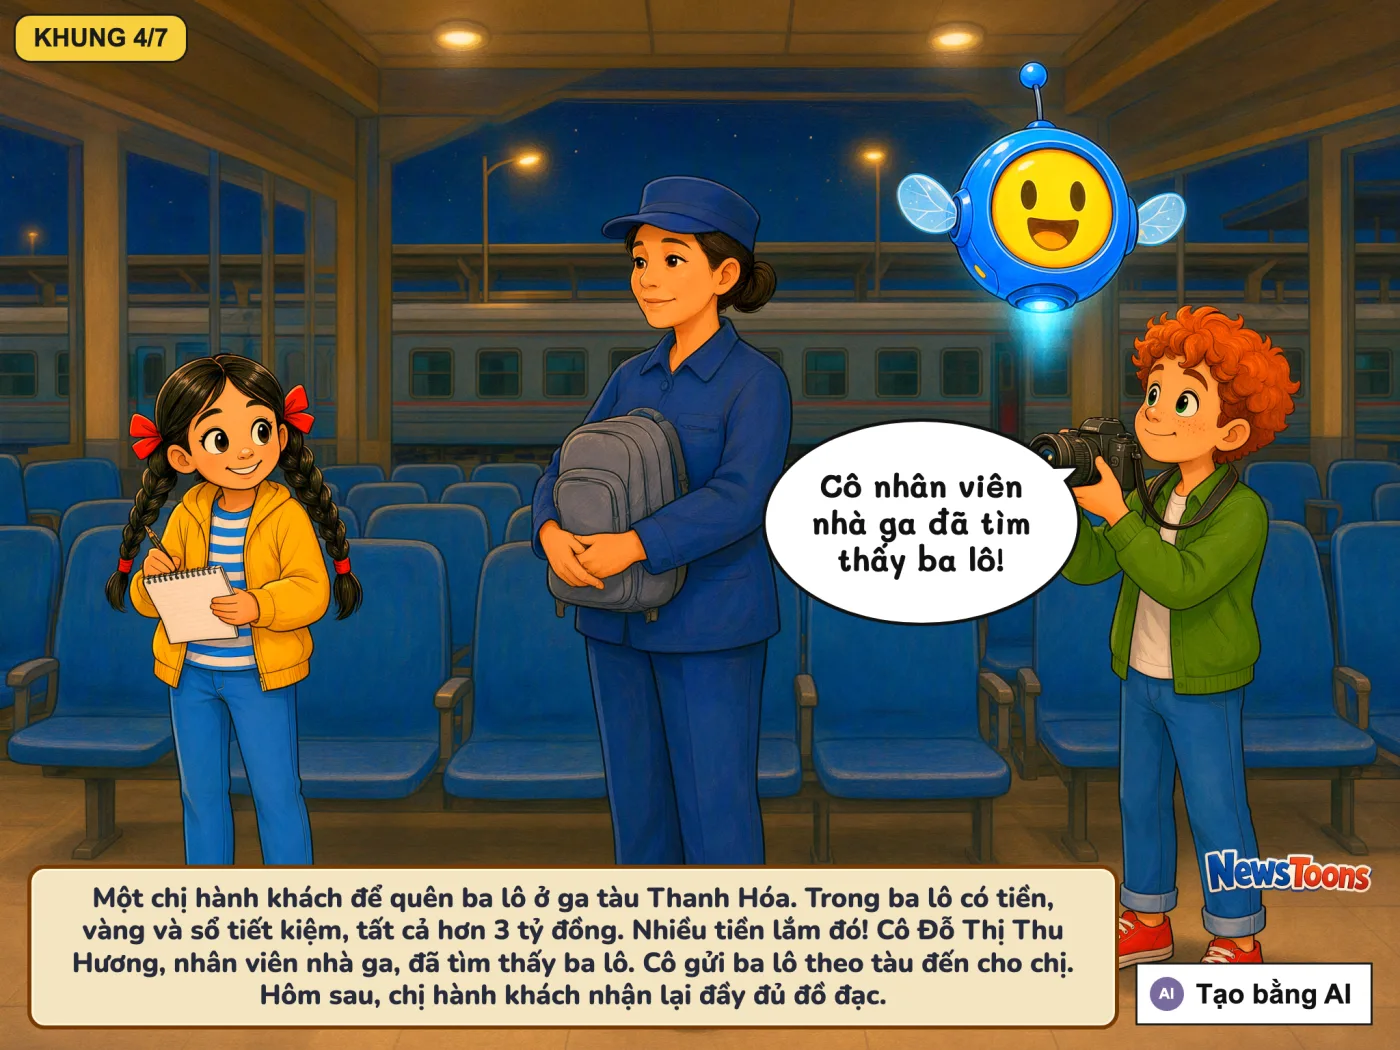 KHUNG 4/7
Cô nhân viên
nhà ga đã tìm
thấy ba lô!
Một chị hành khách để quên ba lô ở ga tàu Thanh Hóa. Trong ba lô có tiền,
vàng và sổ tiết kiệm, tất cả hơn 3 tỷ đồng. Nhiều tiền lắm đó! Cô Đỗ Thị Thu
Hương, nhân viên nhà ga, đã tìm thấy ba lô. Cô gửi ba lô theo tàu đến cho chị.
Hôm sau, chị hành khách nhận lại đầy đủ đồ đạc.
NewsToons
AI Tạo bằng AI